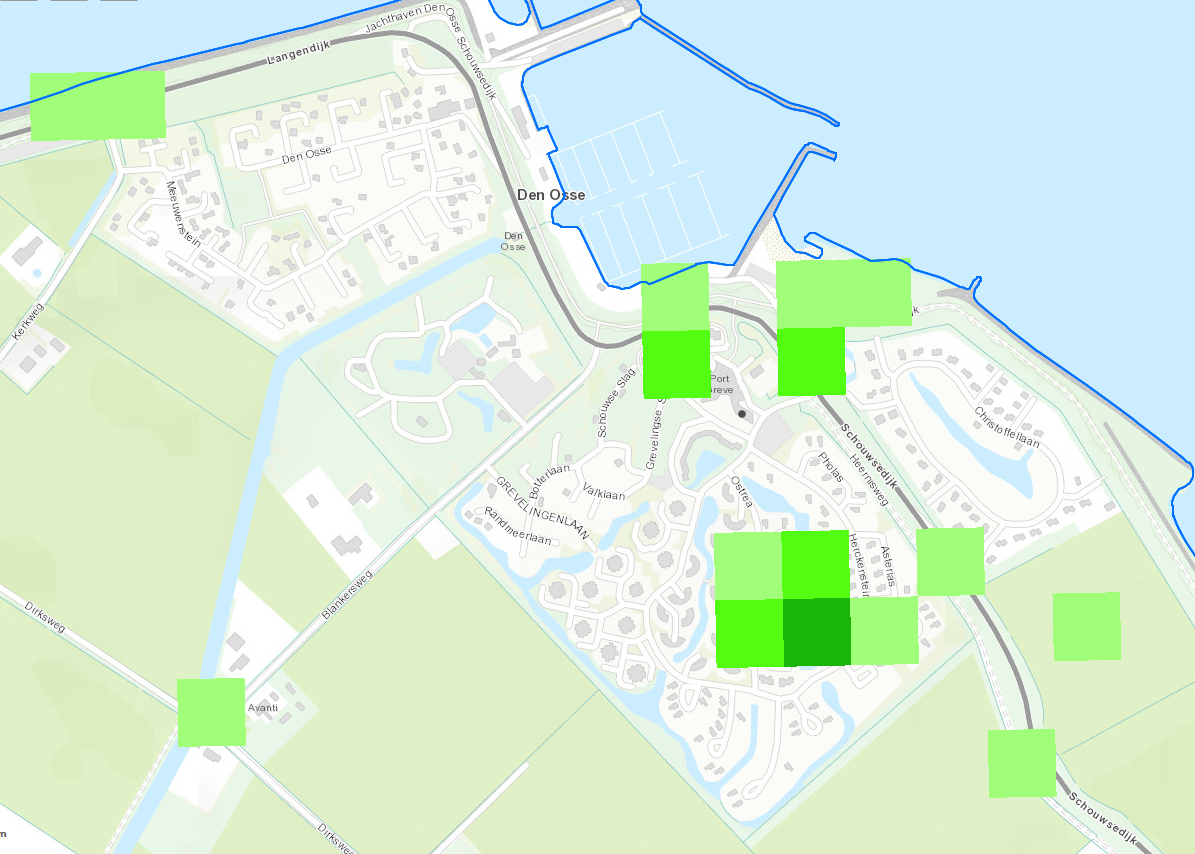 Jachthaven Den Osse Schouwsedijk
Langendijk
Den Osse
Meeuwenstein
Den Osse
Den
Osse
Kerkweg
Port
Greve
Schouwse Slag
Grevelingse S
Christoffellaan
Schouwsedijk
Heernisweg
Pholas
Ostrea
Botterlaan
Valklaan
GREVELINGENLAAN
Randmeerlaan
Herckenstein
Asterias
Blankersweg
Dirksweg
Avanti
Schouwsedijk
Dirksweg